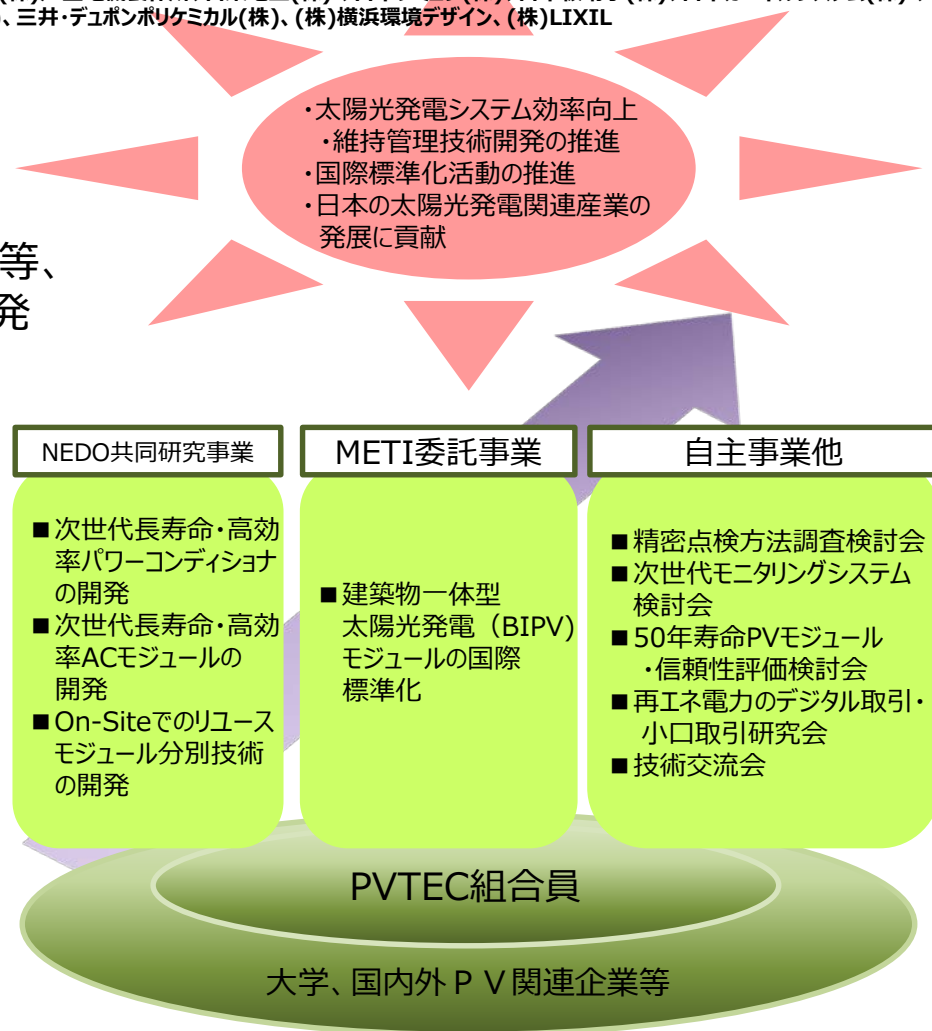 、三井・デュポンポリケミカル(株)、(株)横浜環境デザイン、(株)LIXIL
・太陽光発電システム効率向上
・維持管理技術開発の推進
・国際標準化活動の推進
・日本の太陽光発電関連産業の
発展に貢献
等、
発
NEDO共同研究事業
■次世代長寿命・高効
率パワーコンディショナ
の開発
■次世代長寿命・高効
率ACモジュールの
開発
■On-Siteでのリユース
モジュール分別技術
の開発
METI委託事業
■建築物一体型
太陽光発電（BIPV)
モジュールの国際
標準化
自主事業他
■精密点検方法調査検討会
■次世代モニタリングシステム
検討会
■50年寿命PVモジュール
・信頼性評価検討会
■再エネ電力のデジタル取引・
小口取引研究会
■技術交流会
PVTEC組合員
大学、国内外ＰＶ関連企業等